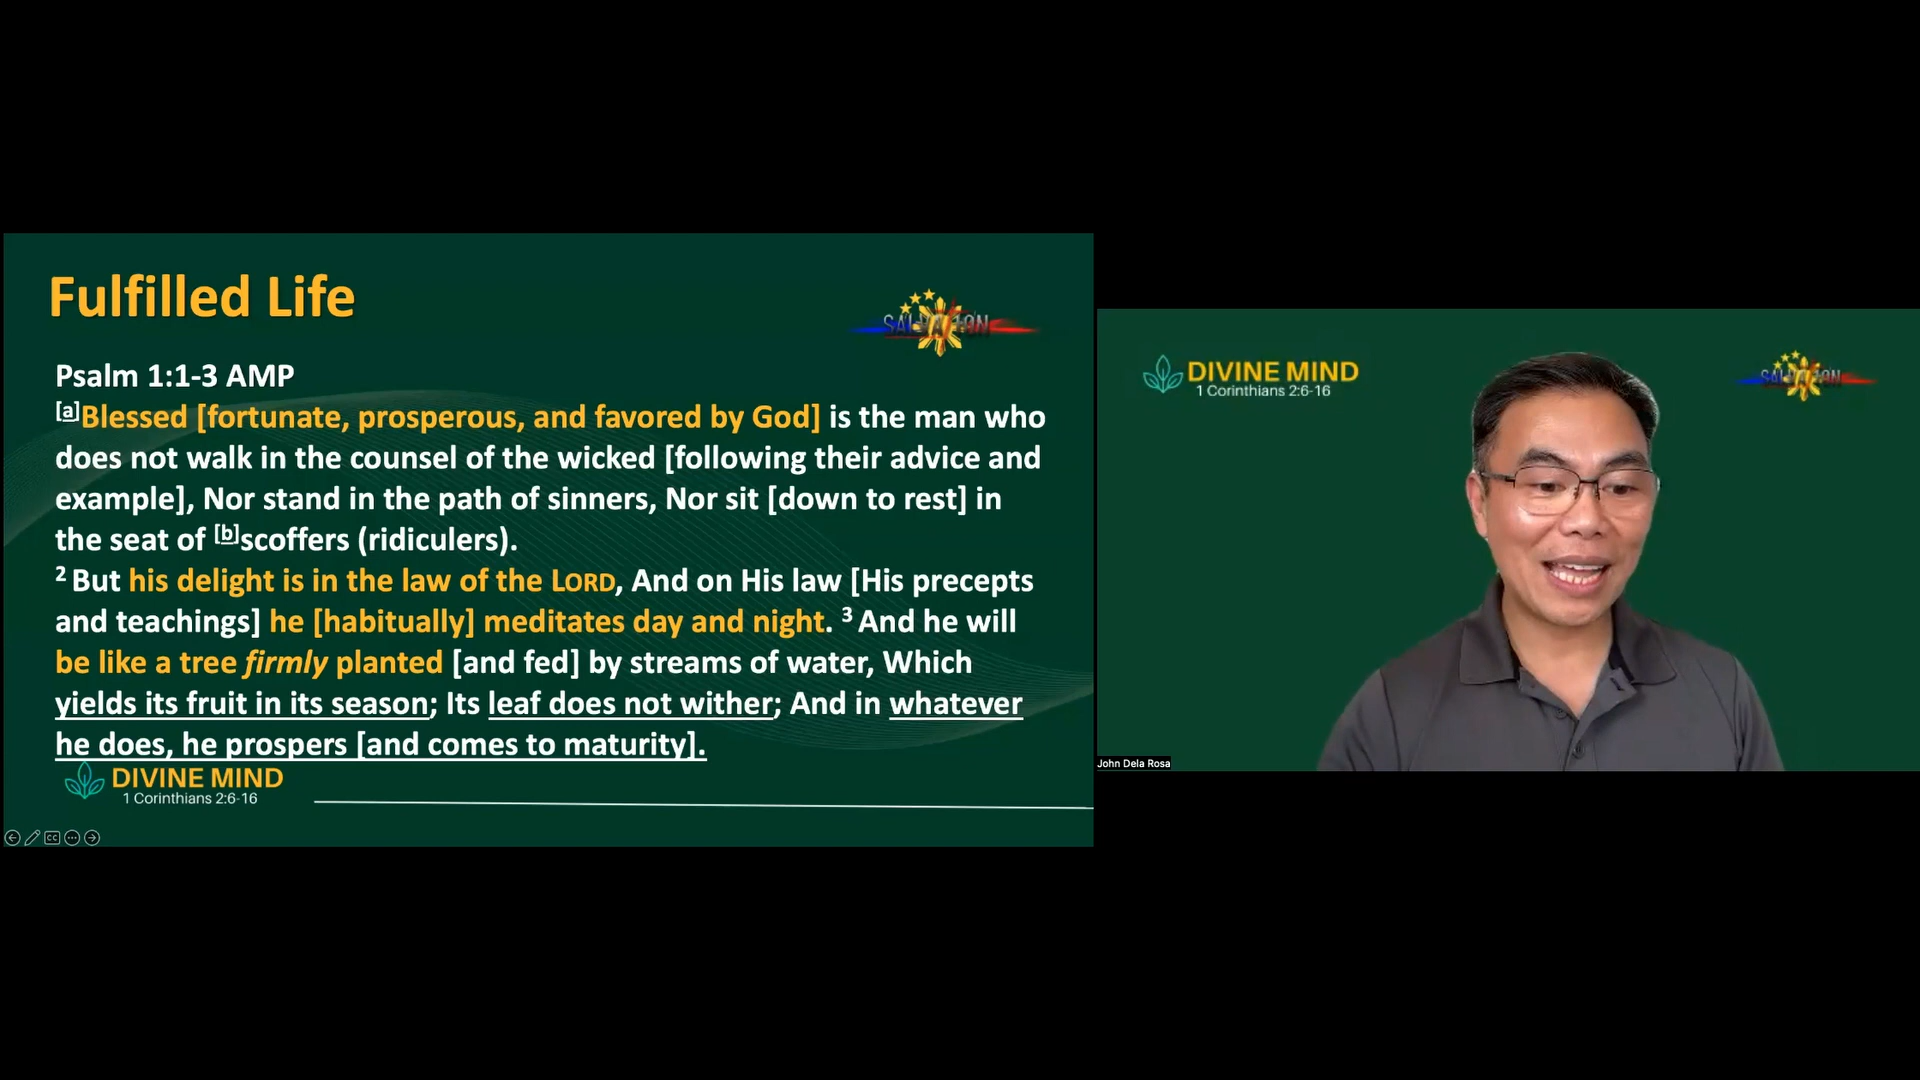 Fulfilled Life
SALVATION
Psalm 1:1-3 AMP
[a]Blessed [fortunate, prosperous, and favored by God] is the man who
does not walk in the counsel of the wicked [following their advice and
example], Nor stand in the path of sinners, Nor sit [down to rest] in
the seat of [b]scoffers (ridiculers).
2 But his delight is in the law of the LORD, And on His law [His precepts
and teachings] he [habitually] meditates day and night. 3 And he will
be like a tree firmly planted [and fed] by streams of water, Which
yields its fruit in its season; Its leaf does not wither; And in whatever
he does, he prospers [and comes to maturity].
DIVINE MIND
1 Corinthians 2:6-16
CC
DIVINE MIND
1 Corinthians 2:6-16
SALVATION
John Dela Rosa